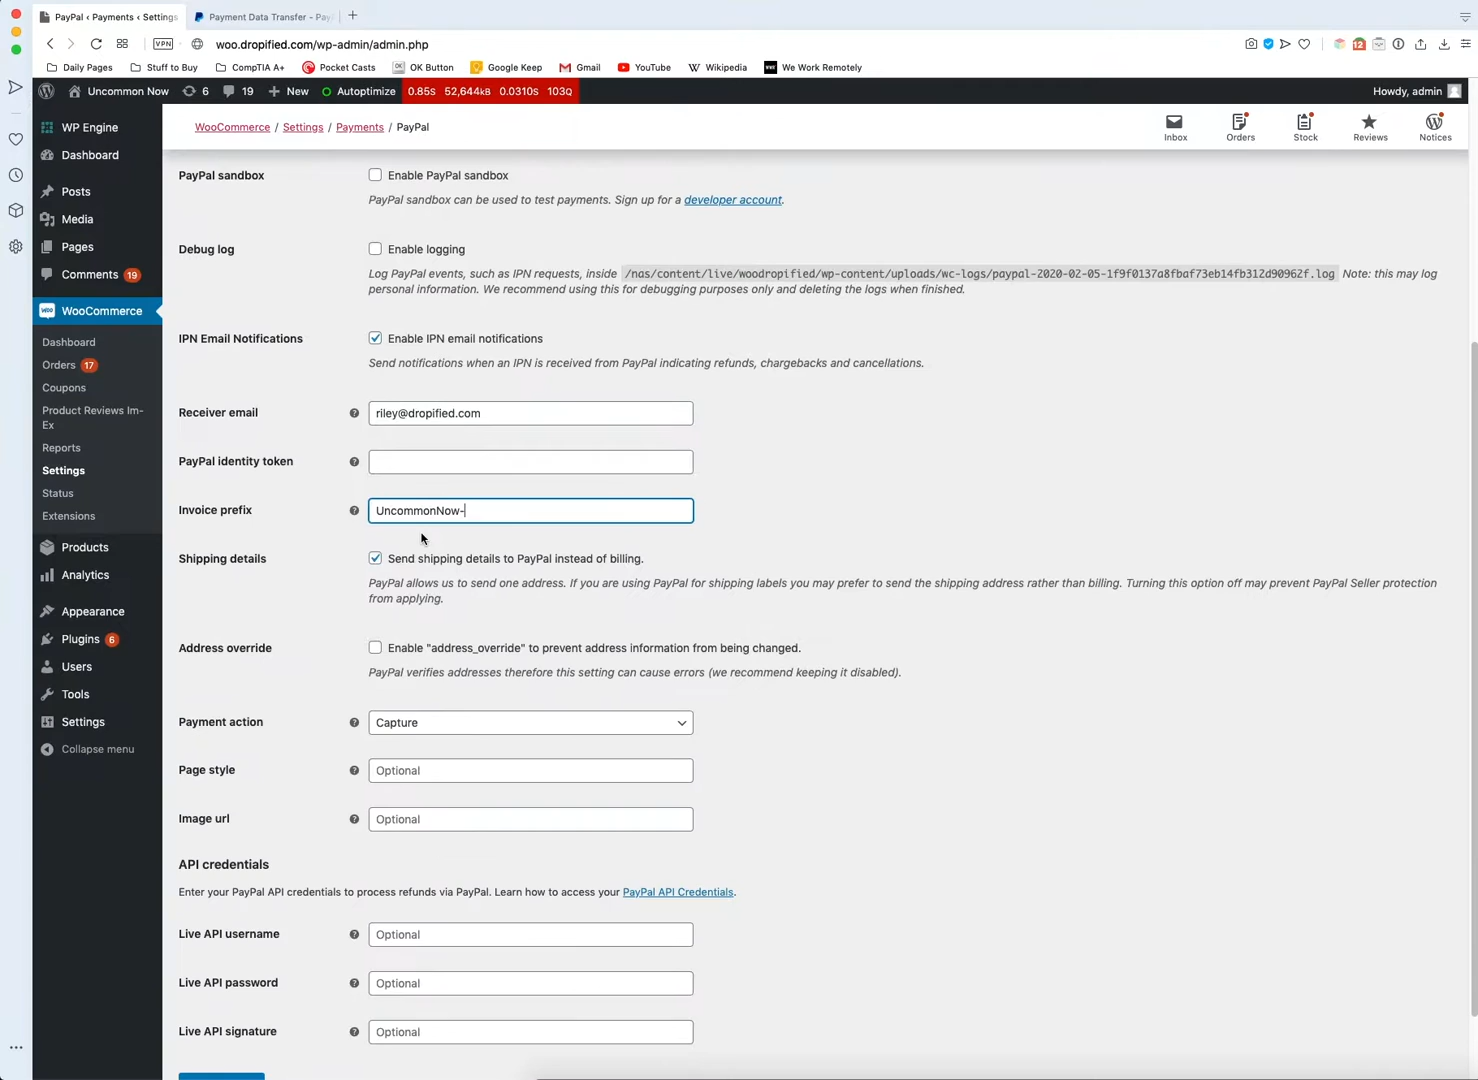 PayPal ‹ Payments ‹ Settings
Payment Data Transfer - Pay
VPN
woo.dropified.com/wp-admin/admin.php
12
Daily Pages
Stuff to Buy
CompTIA A+
Pocket Casts
OK Button
Google Keep
Gmail
YouTube
Wikipedia
We Work Remotely
Uncommon Now
6
19
New
Autoptimize
0.85s 52,644kB 0.0310s 103Q
Howdy, admin
WP Engine
Dashboard
Posts
Media
Pages
Comments 19
WooCommerce
Dashboard
Orders 17
Coupons
Product Reviews Im-
Ex
Reports
Settings
Status
Extensions
Products
Analytics
Appearance
Plugins 6
Users
Tools
Settings
Collapse menu
WooCommerce / Settings / Payments / PayPal
Inbox
Orders
Stock
Reviews
Notices
PayPal sandbox
Enable PayPal sandbox
PayPal sandbox can be used to test payments. Sign up for a developer account.
Debug log
Enable logging
Log PayPal events, such as IPN requests, inside /nas/content/live/woodropified/wp-content/uploads/wc-logs/paypal-2020-02-05-1f9f0137a8fbaf73eb14fb312d90962f.log Note: this may log
personal information. We recommend using this for debugging purposes only and deleting the logs when finished.
IPN Email Notifications
Enable IPN email notifications
Send notifications when an IPN is received from PayPal indicating refunds, chargebacks and cancellations.
Receiver email
riley@dropified.com
PayPal identity token
Invoice prefix
UncommonNow-
Shipping details
Send shipping details to PayPal instead of billing.
PayPal allows us to send one address. If you are using PayPal for shipping labels you may prefer to send the shipping address rather than billing. Turning this option off may prevent PayPal Seller protection
from applying.
Address override
Enable "address_override" to prevent address information from being changed.
PayPal verifies addresses therefore this setting can cause errors (we recommend keeping it disabled).
Payment action
Capture
Page style
Optional
Image url
Optional
API credentials
Enter your PayPal API credentials to process refunds via PayPal. Learn how to access your PayPal API Credentials.
Live API username
Optional
Live API password
Optional
Live API signature
Optional